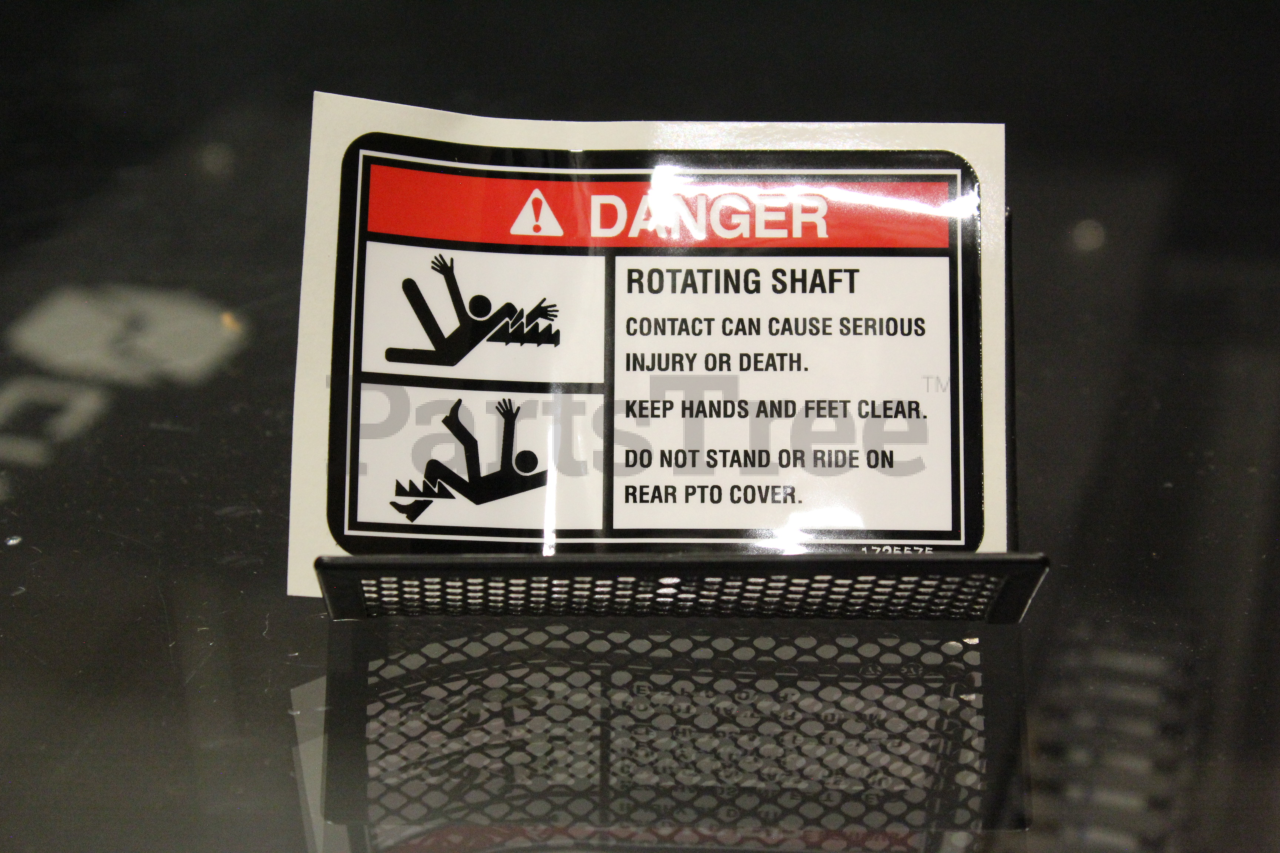 DANGER
ROTATING SHAFT
CONTACT CAN CAUSE SERIOUS
INJURY OR DEATH.
KEEP HANDS AND FEET CLEAR.
PartsTree™
DO NOT STAND OR RIDE ON
REAR PTO COVER.